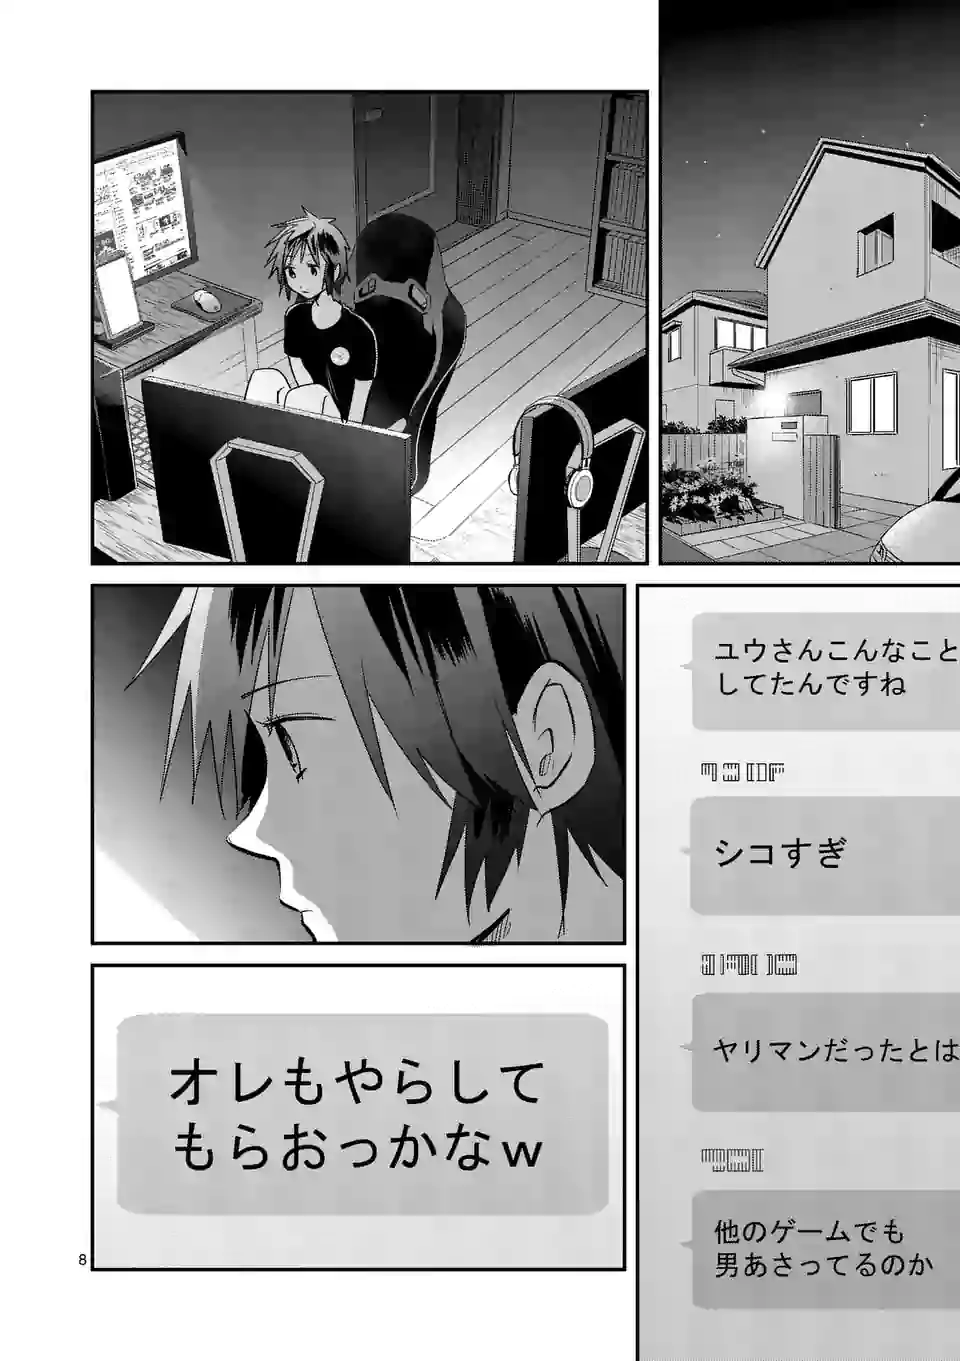 ユウさんこんなこと
してたんですね
シコすぎ
ヤリマンだったとは
他のゲームでも
男あさってるのか
オレもやらして
もらおっかなｗ
8